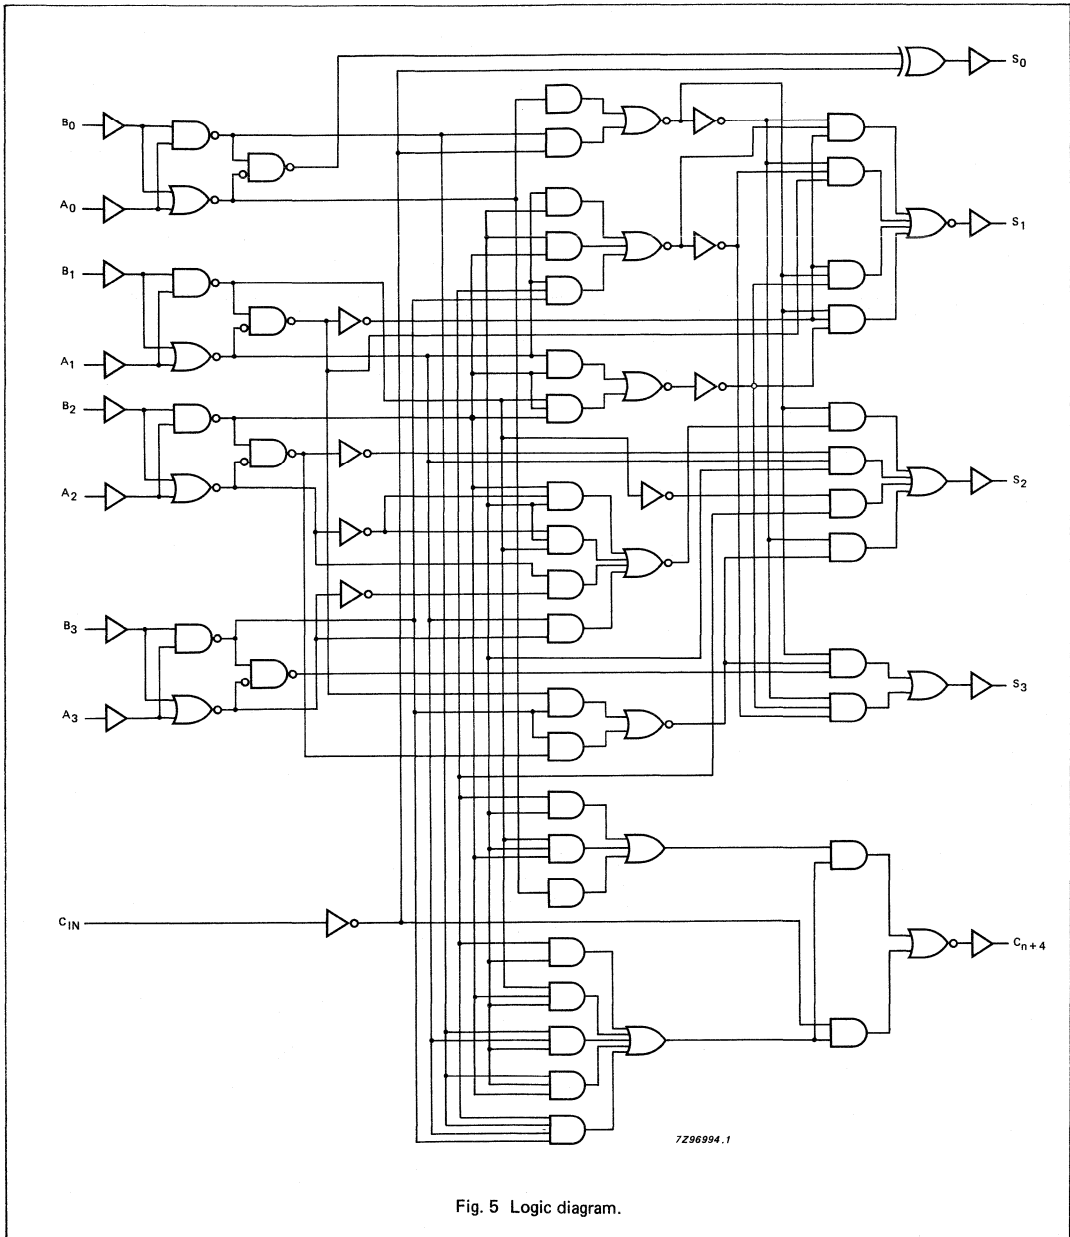 S0
B0
A0
S1
B1
A1
B2
A2
S2
B3
A3
S3
CIN
Cn+4
7Z96994.1
Fig. 5 Logic diagram.